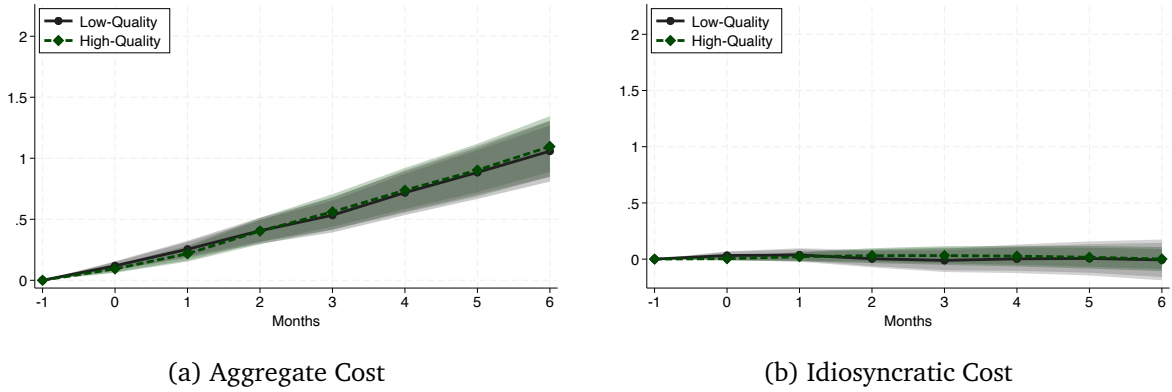 Low-Quality
High-Quality
2
1.5
1
.5
0
-1 0 1 2 3 4 5 6
Months
(a) Aggregate Cost
Low-Quality
High-Quality
2
1.5
1
.5
0
-1 0 1 2 3 4 5 6
Months
(b) Idiosyncratic Cost